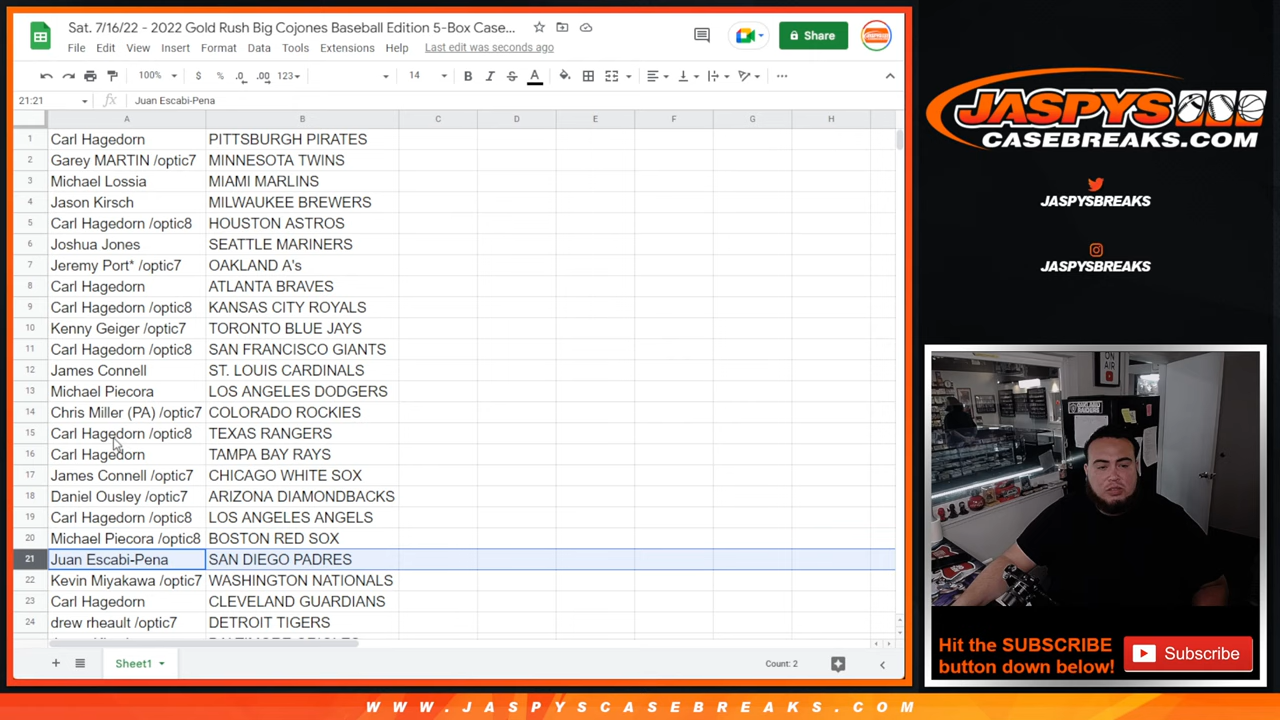 Sat. 7/16/22 - 2022 Gold Rush Big Cojones Baseball Edition 5-Box Case...
File Edit View Insert Format Data Tools Extensions Help Last edit was seconds ago
Share
100% $ % .0 .00 123 14 B I S A
21:21 fx Juan Escabi-Pena
A B C D E F G H
1 Carl Hagedorn PITTSBURGH PIRATES
2 Garey MARTIN /optic7 MINNESOTA TWINS
3 Michael Lossia MIAMI MARLINS
4 Jason Kirsch MILWAUKEE BREWERS
5 Carl Hagedorn /optic8 HOUSTON ASTROS
6 Joshua Jones SEATTLE MARINERS
7 Jeremy Port* /optic7 OAKLAND A's
8 Carl Hagedorn ATLANTA BRAVES
9 Carl Hagedorn /optic8 KANSAS CITY ROYALS
10 Kenny Geiger /optic7 TORONTO BLUE JAYS
11 Carl Hagedorn /optic8 SAN FRANCISCO GIANTS
12 James Connell ST. LOUIS CARDINALS
13 Michael Piecora LOS ANGELES DODGERS
14 Chris Miller (PA) /optic7 COLORADO ROCKIES
15 Carl Hagedorn /optic8 TEXAS RANGERS
16 Carl Hagedorn TAMPA BAY RAYS
17 James Connell /optic7 CHICAGO WHITE SOX
18 Daniel Ousley /optic7 ARIZONA DIAMONDBACKS
19 Carl Hagedorn /optic8 LOS ANGELES ANGELS
20 Michael Piecora /optic8 BOSTON RED SOX
21 Juan Escabi-Pena SAN DIEGO PADRES
22 Kevin Miyakawa /optic7 WASHINGTON NATIONALS
23 Carl Hagedorn CLEVELAND GUARDIANS
24 drew rheault /optic7 DETROIT TIGERS
Sheet1
Count: 2
JASPYS
CASEBREAKS.COM
JASPYSBREAKS
JASPYSBREAKS
ON AIR
Hit the SUBSCRIBE
button down below!
Subscribe
WWW.JASPYSCASEBREAKS.COM